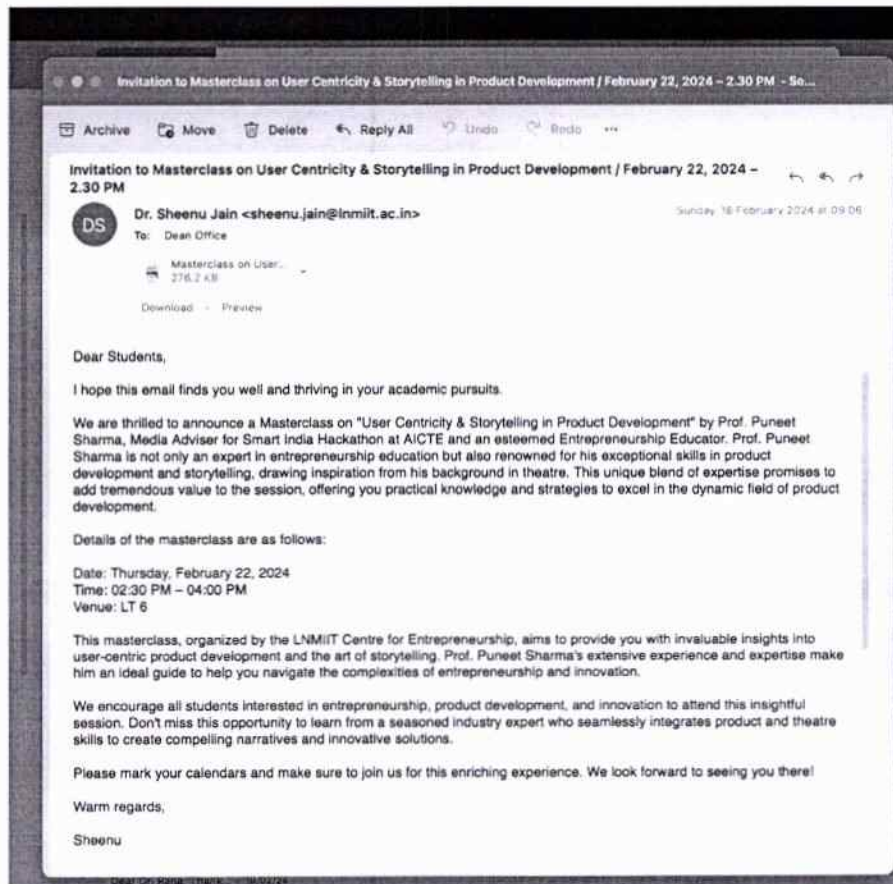 Invitation to Masterclass on User Centricity & Storytelling in Product Development / February 22, 2024 – 2.30 PM - Se...
Archive Move Delete Reply All Undo Redo ...
Invitation to Masterclass on User Centricity & Storytelling in Product Development / February 22, 2024 –
2.30 PM
DS
Dr. Sheenu Jain <sheenu.jain@lnmiit.ac.in>
Sunday, 18 February 2024 at 09:06
To: Dean Office
Masterclass on User...
276.2 KB
Download - Preview
Dear Students,
I hope this email finds you well and thriving in your academic pursuits.
We are thrilled to announce a Masterclass on "User Centricity & Storytelling in Product Development" by Prof. Puneet
Sharma, Media Adviser for Smart India Hackathon at AICTE and an esteemed Entrepreneurship Educator. Prof. Puneet
Sharma is not only an expert in entrepreneurship education but also renowned for his exceptional skills in product
development and storytelling, drawing inspiration from his background in theatre. This unique blend of expertise promises to
add tremendous value to the session, offering you practical knowledge and strategies to excel in the dynamic field of product
development.
Details of the masterclass are as follows:
Date: Thursday, February 22, 2024
Time: 02:30 PM – 04:00 PM
Venue: LT 6
This masterclass, organized by the LNMIIT Centre for Entrepreneurship, aims to provide you with invaluable insights into
user-centric product development and the art of storytelling. Prof. Puneet Sharma's extensive experience and expertise make
him an ideal guide to help you navigate the complexities of entrepreneurship and innovation.
We encourage all students interested in entrepreneurship, product development, and innovation to attend this insightful
session. Don't miss this opportunity to learn from a seasoned industry expert who seamlessly integrates product and theatre
skills to create compelling narratives and innovative solutions.
Please mark your calendars and make sure to join us for this enriching experience. We look forward to seeing you there!
Warm regards,
Sheenu